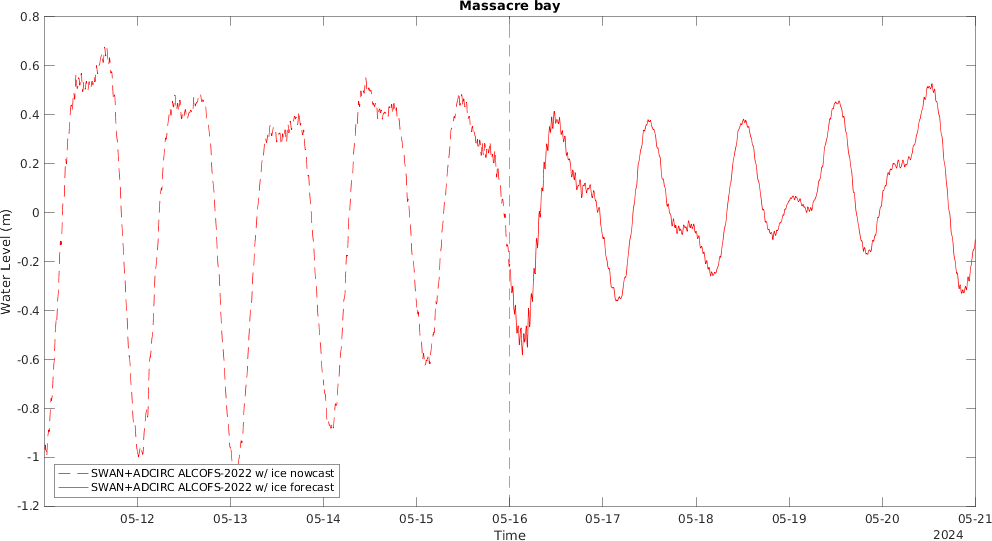 Massacre bay
0.8
0.6
0.4
0.2
0
-0.2
-0.4
-0.6
-0.8
-1
-1.2
Water Level (m)
SWAN+ADCIRC ALCOFS-2022 w/ ice nowcast
SWAN+ADCIRC ALCOFS-2022 w/ ice forecast
05-12 05-13 05-14 05-15 05-16 05-17 05-18 05-19 05-20 05-21
Time
2024